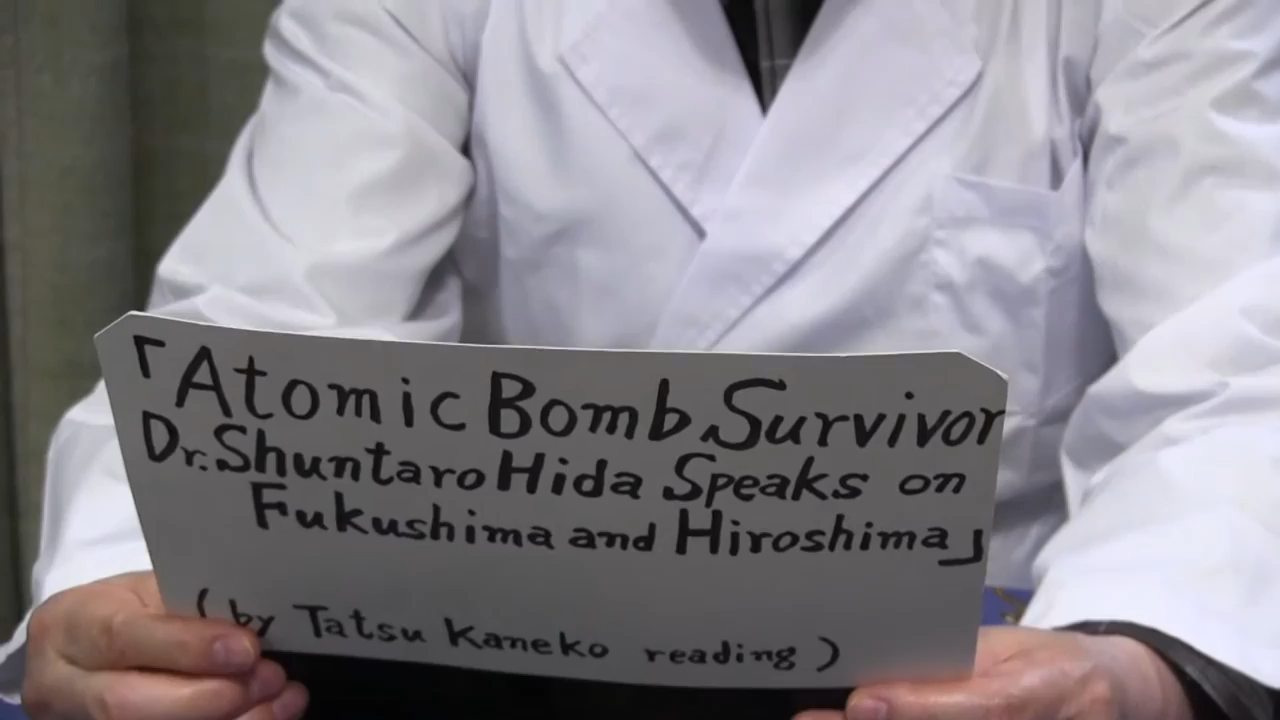 「Atomic Bomb Survivor
Dr. Shuntaro Hida Speaks on
Fukushima and Hiroshima」
(by Tatsu Kaneko reading)